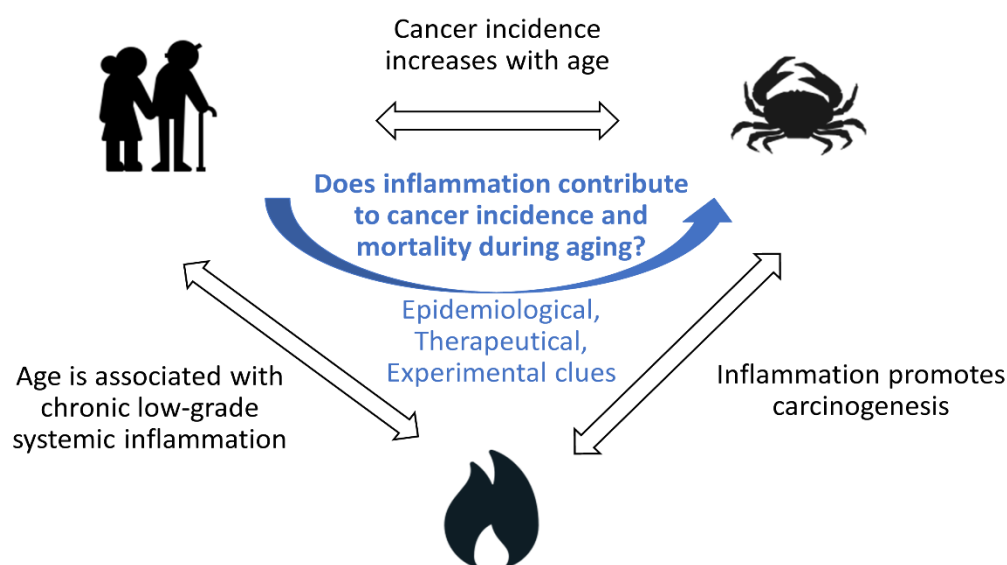 Cancer incidence
increases with age
Does inflammation contribute
to cancer incidence and
mortality during aging?
Epidemiological,
Therapeutical,
Experimental clues
Age is associated with
chronic low-grade
systemic inflammation
Inflammation promotes
carcinogenesis